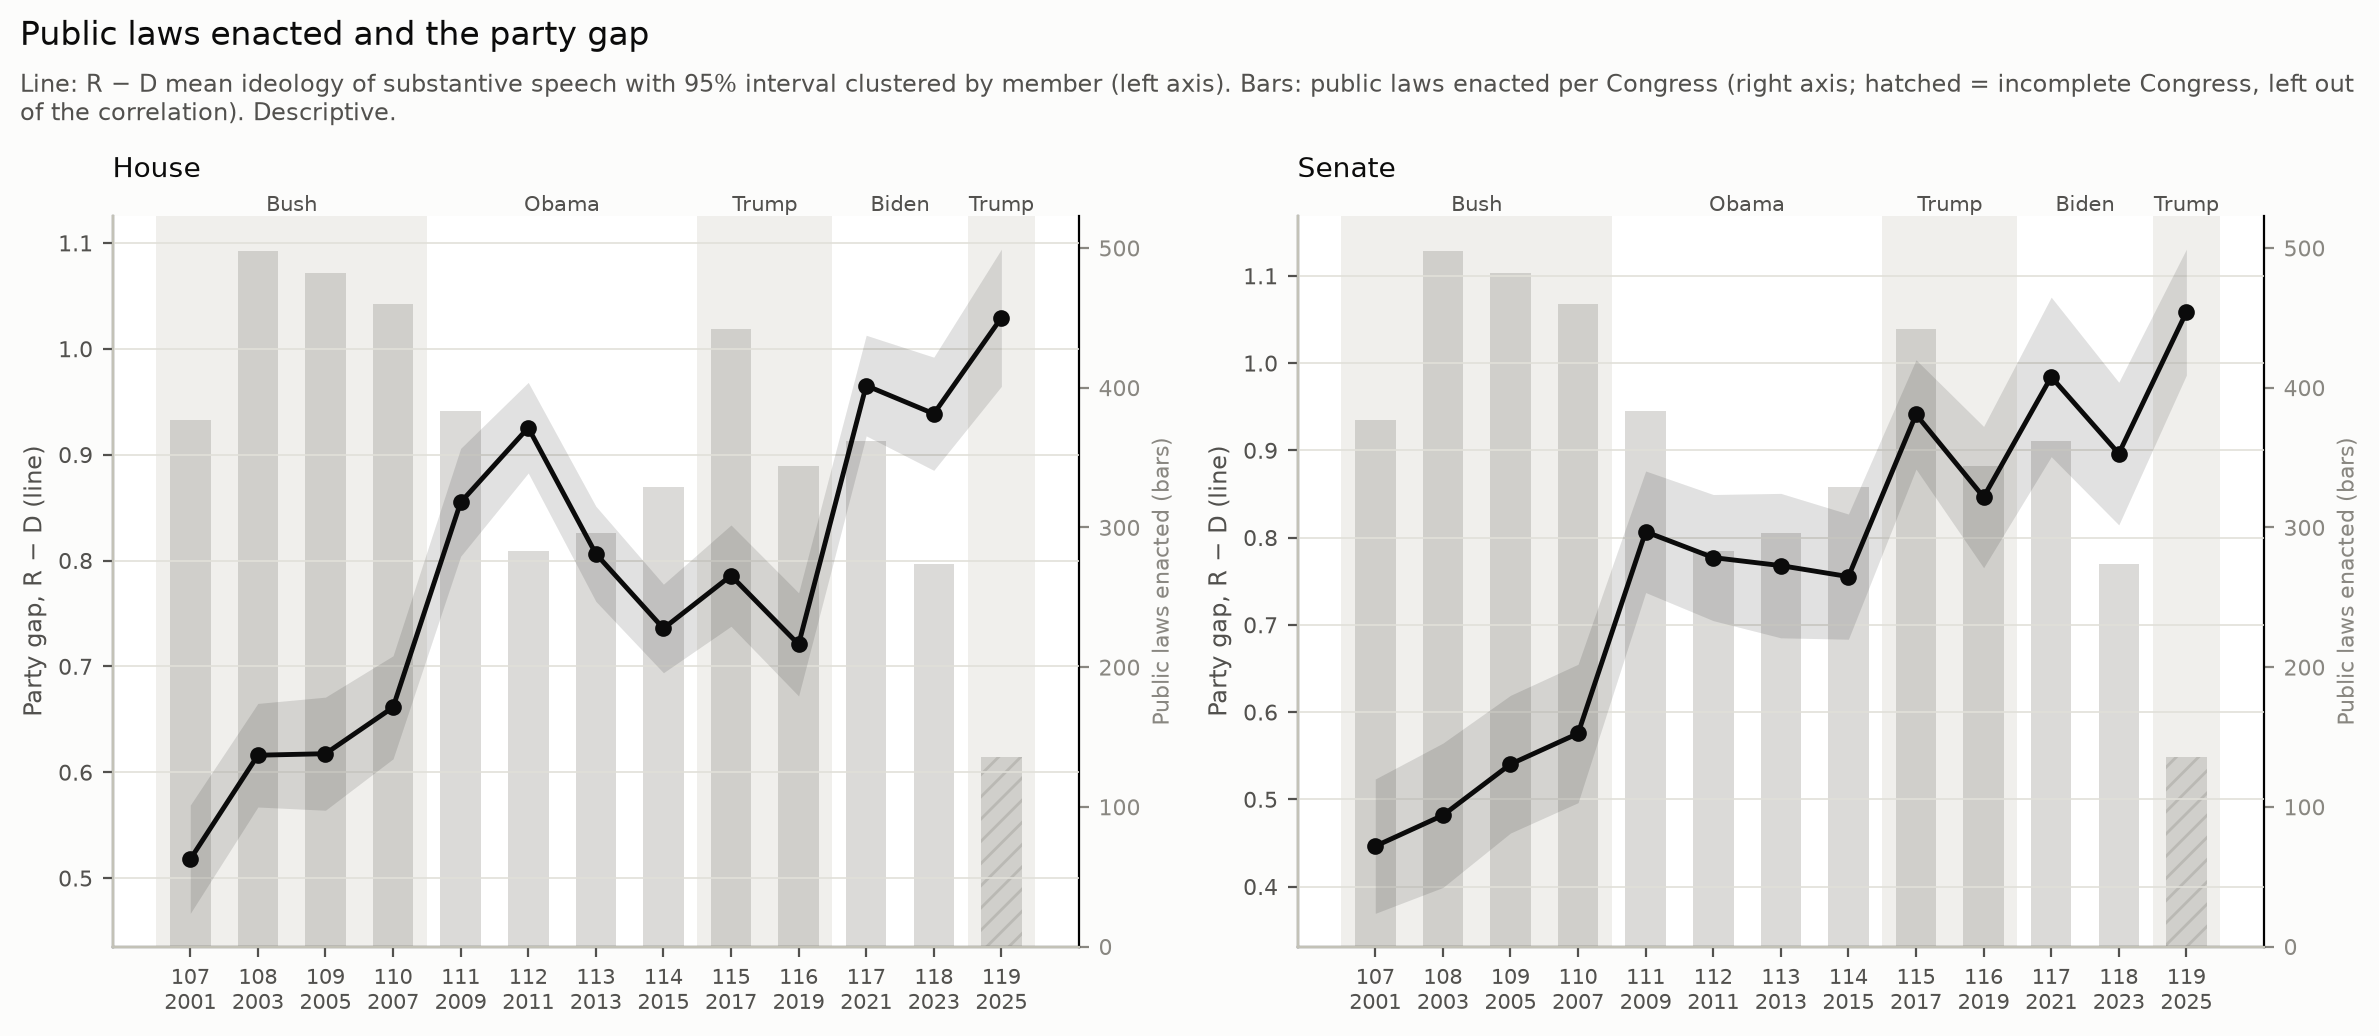 Public laws enacted and the party gap
Line: R − D mean ideology of substantive speech with 95% interval clustered by member (left axis). Bars: public laws enacted per Congress (right axis; hatched = incomplete Congress, left out
of the correlation). Descriptive.
House
Bush Obama Trump Biden Trump
1.1
1.0
0.9
0.8
0.7
0.6
0.5
Party gap, R − D (line)
500
400
300
200
100
0
Public laws enacted (bars)
107 108 109 110 111 112 113 114 115 116 117 118 119
2001 2003 2005 2007 2009 2011 2013 2015 2017 2019 2021 2023 2025
Senate
Bush Obama Trump Biden Trump
1.1
1.0
0.9
0.8
0.7
0.6
0.5
0.4
Party gap, R − D (line)
500
400
300
200
100
0
Public laws enacted (bars)
107 108 109 110 111 112 113 114 115 116 117 118 119
2001 2003 2005 2007 2009 2011 2013 2015 2017 2019 2021 2023 2025